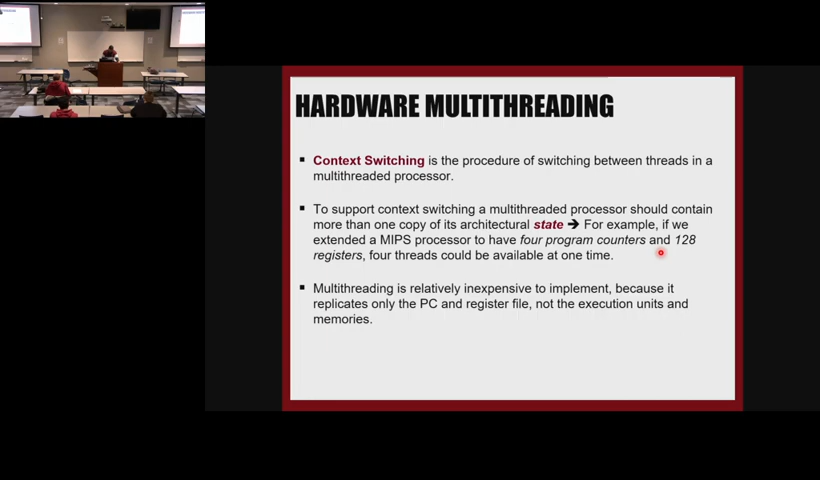 HARDWARE MULTITHREADING
▪ Context Switching is the procedure of switching between threads in a
multithreaded processor.
▪ To support context switching a multithreaded processor should contain
more than one copy of its architectural state ➔ For example, if we
extended a MIPS processor to have four program counters and 128
registers, four threads could be available at one time.
▪ Multithreading is relatively inexpensive to implement, because it
replicates only the PC and register file, not the execution units and
memories.